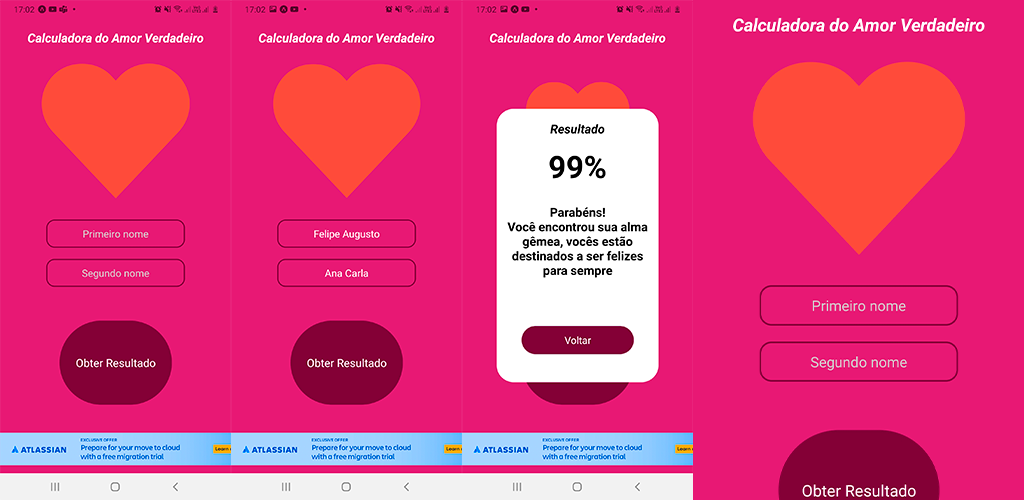 17:02
Calculadora do Amor Verdadeiro
Primeiro nome
Segundo nome
Obter Resultado
ATLASSIAN
EXCLUSIVE OFFER
Prepare for your move to cloud
with a free migration trial
Learn
17:02
Calculadora do Amor Verdadeiro
Felipe Augusto
Ana Carla
Obter Resultado
ATLASSIAN
EXCLUSIVE OFFER
Prepare for your move to cloud
with a free migration trial
Learn
17:02
Calculadora do Amor Verdadeiro
Resultado
99%
Parabéns!
Você encontrou sua alma
gêmea, vocês estão
destinados a ser felizes
para sempre
Voltar
ATLASSIAN
EXCLUSIVE OFFER
Prepare for your move to cloud
with a free migration trial
Learn
Calculadora do Amor Verdadeiro
Primeiro nome
Segundo nome
Obter Resultado